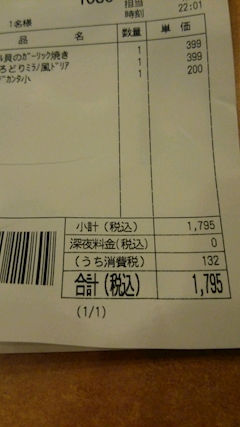 担当
時刻 22:01
1名様
品 名 数量 単価
貝のｶﾞｰﾘｯｸ焼き 1 399
ろどりﾐﾗﾉ風ﾄﾞﾘｱ 1 399
ﾃﾞｶﾝﾀ小 1 200
小計(税込) 1,795
深夜料金(税込) 0
(うち消費税) 132
合計(税込) 1,795
(1/1)